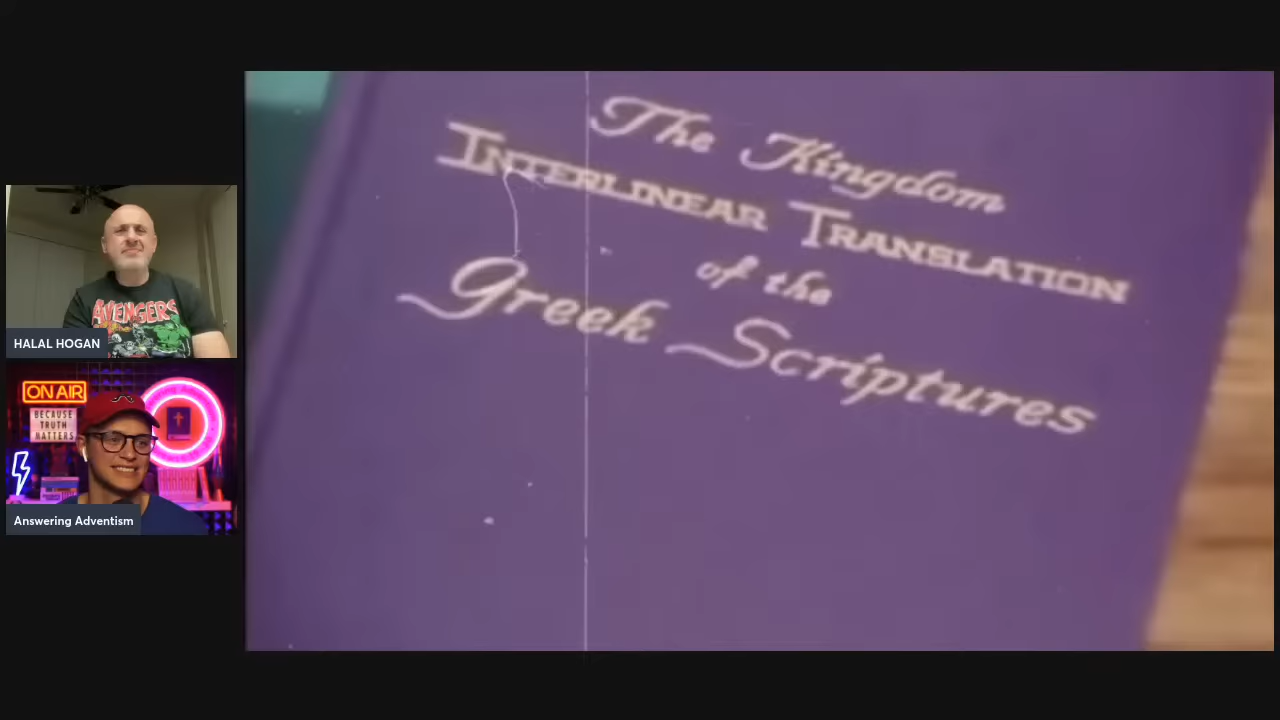 The Kingdom
INTERLINEAR TRANSLATION
of the
Greek Scriptures
AVENGERS
HALAL HOGAN
ON AIR
BECAUSE
TRUTH
MATTERS
Answering Adventism